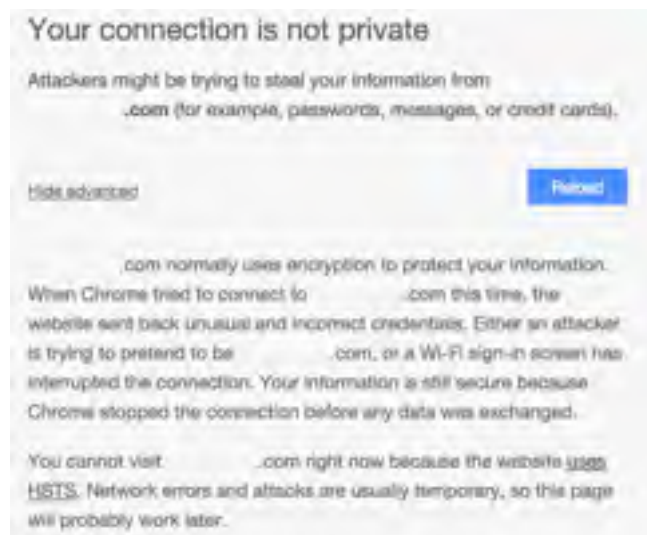 Your connection is not private
Attackers might be trying to steal your information from
.com (for example, passwords, messages, or credit cards).
Hide advanced
Reload
.com normally uses encryption to protect your information.
When Chrome tried to connect to .com this time, the
website sent back unusual and incorrect credentials. Either an attacker
is trying to pretend to be .com, or a Wi-Fi sign-in screen has
interrupted the connection. Your information is still secure because
Chrome stopped the connection before any data was exchanged.
You cannot visit .com right now because the website uses
HSTS. Network errors and attacks are usually temporary, so this page
will probably work later.